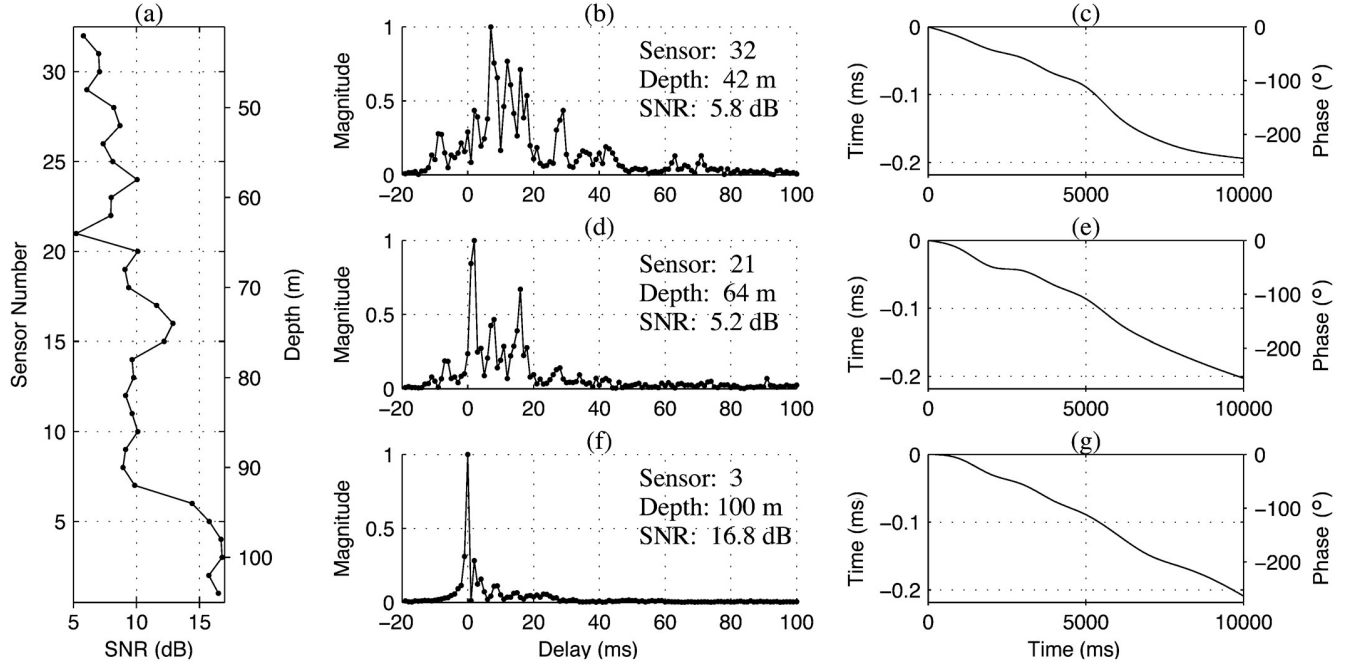 (a)
30
25
20
15
10
5
Sensor Number
50
60
70
80
90
100
Depth (m)
5 10 15
SNR (dB)
(b)
1
0.5
0
Magnitude
Sensor: 32
Depth: 42 m
SNR: 5.8 dB
−20 0 20 40 60 80 100
(c)
0
−0.1
−0.2
Time (ms)
0
−100
−200
Phase (º)
0 5000 10000
(d)
1
0.5
0
Magnitude
Sensor: 21
Depth: 64 m
SNR: 5.2 dB
−20 0 20 40 60 80 100
(e)
0
−0.1
−0.2
Time (ms)
0
−100
−200
Phase (º)
0 5000 10000
(f)
1
0.5
0
Magnitude
Sensor: 3
Depth: 100 m
SNR: 16.8 dB
−20 0 20 40 60 80 100
Delay (ms)
(g)
0
−0.1
−0.2
Time (ms)
0
−100
−200
Phase (º)
0 5000 10000
Time (ms)